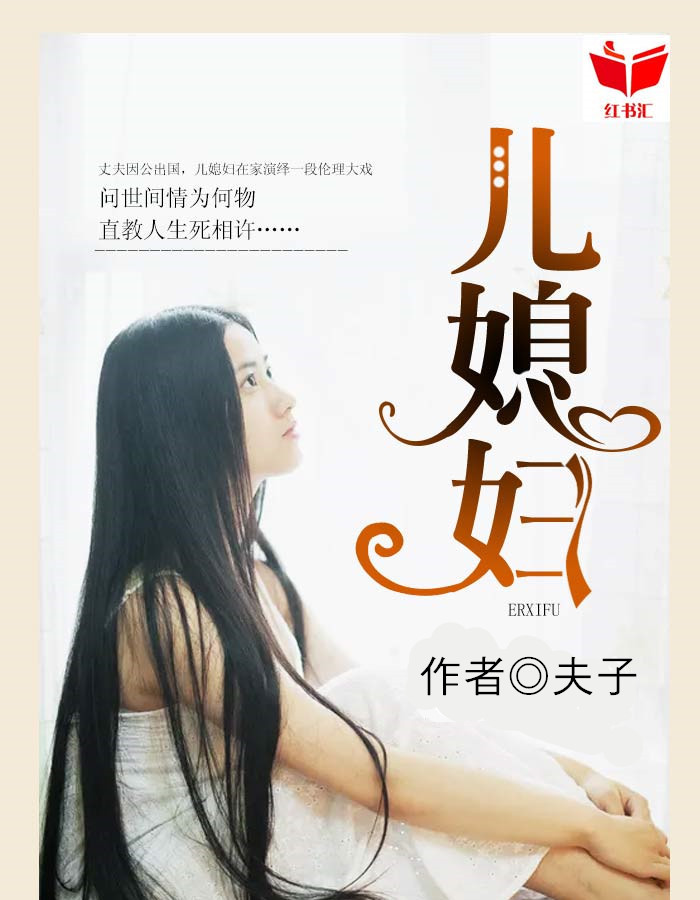 红书汇
丈夫因公出国，儿媳妇在家演绎一段伦理大戏
问世间情为何物
直教人生死相许……
儿媳妇
ERXIFU
作者◎夫子